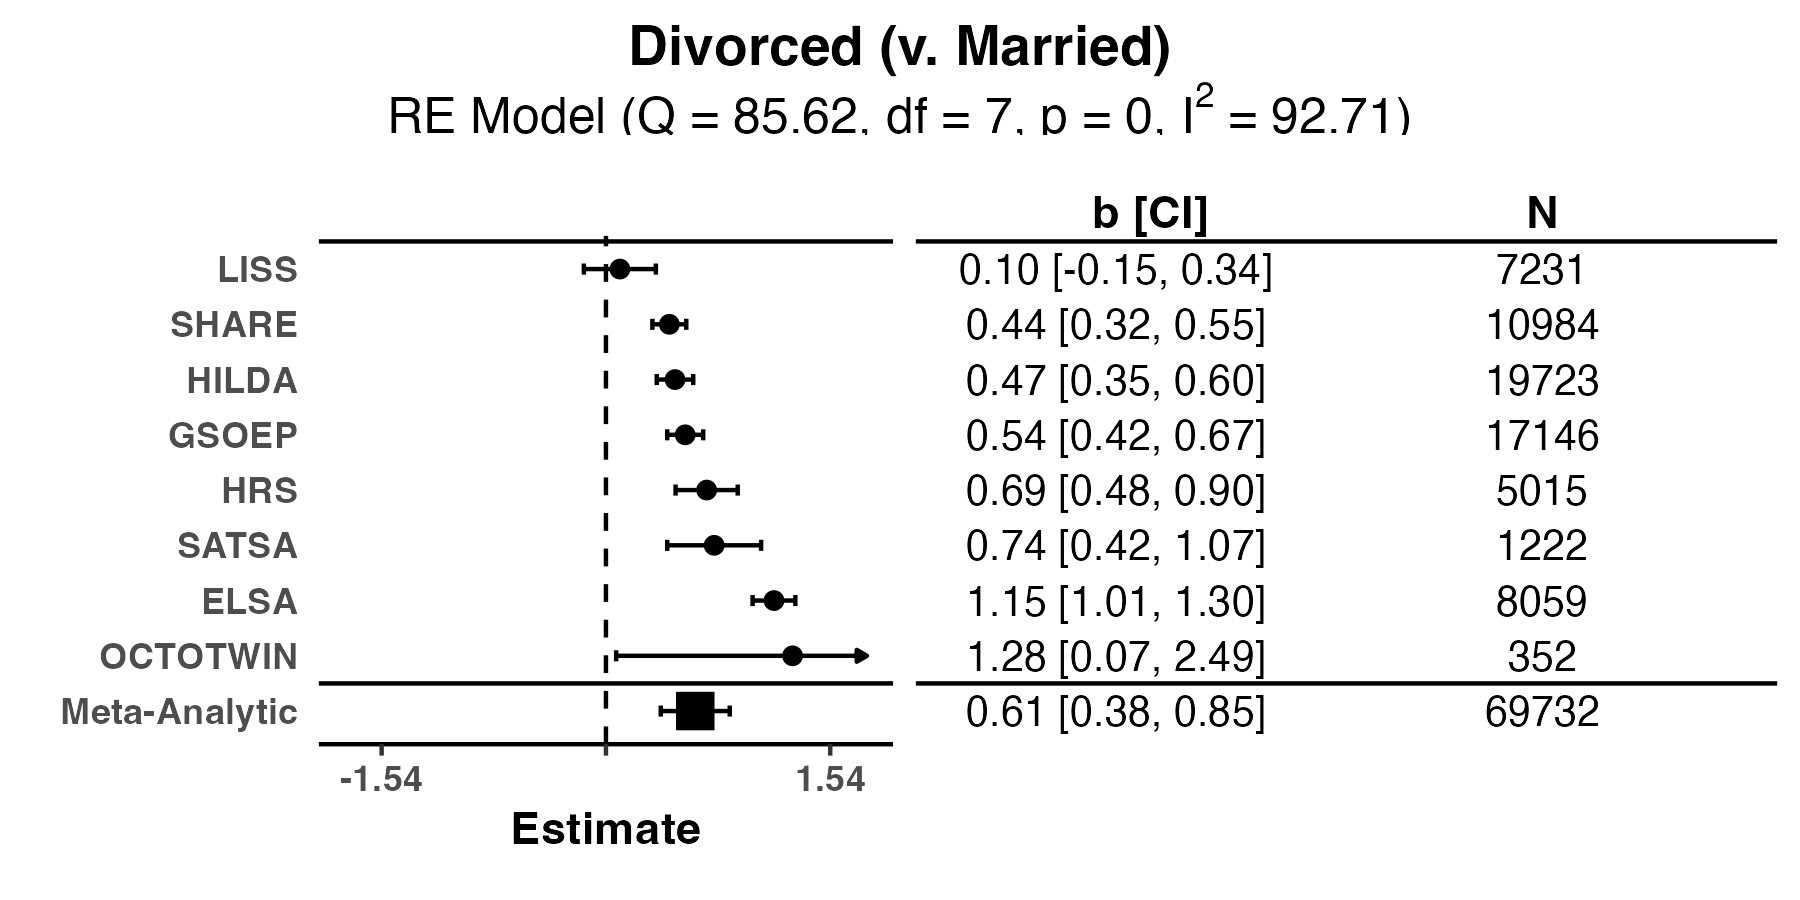 Divorced (v. Married)
RE Model (Q = 85.62, df = 7, p = 0, I² = 92.71)
b [CI] N
LISS 0.10 [-0.15, 0.34] 7231
SHARE 0.44 [0.32, 0.55] 10984
HILDA 0.47 [0.35, 0.60] 19723
GSOEP 0.54 [0.42, 0.67] 17146
HRS 0.69 [0.48, 0.90] 5015
SATSA 0.74 [0.42, 1.07] 1222
ELSA 1.15 [1.01, 1.30] 8059
OCTOTWIN 1.28 [0.07, 2.49] 352
Meta-Analytic 0.61 [0.38, 0.85] 69732
-1.54 1.54
Estimate